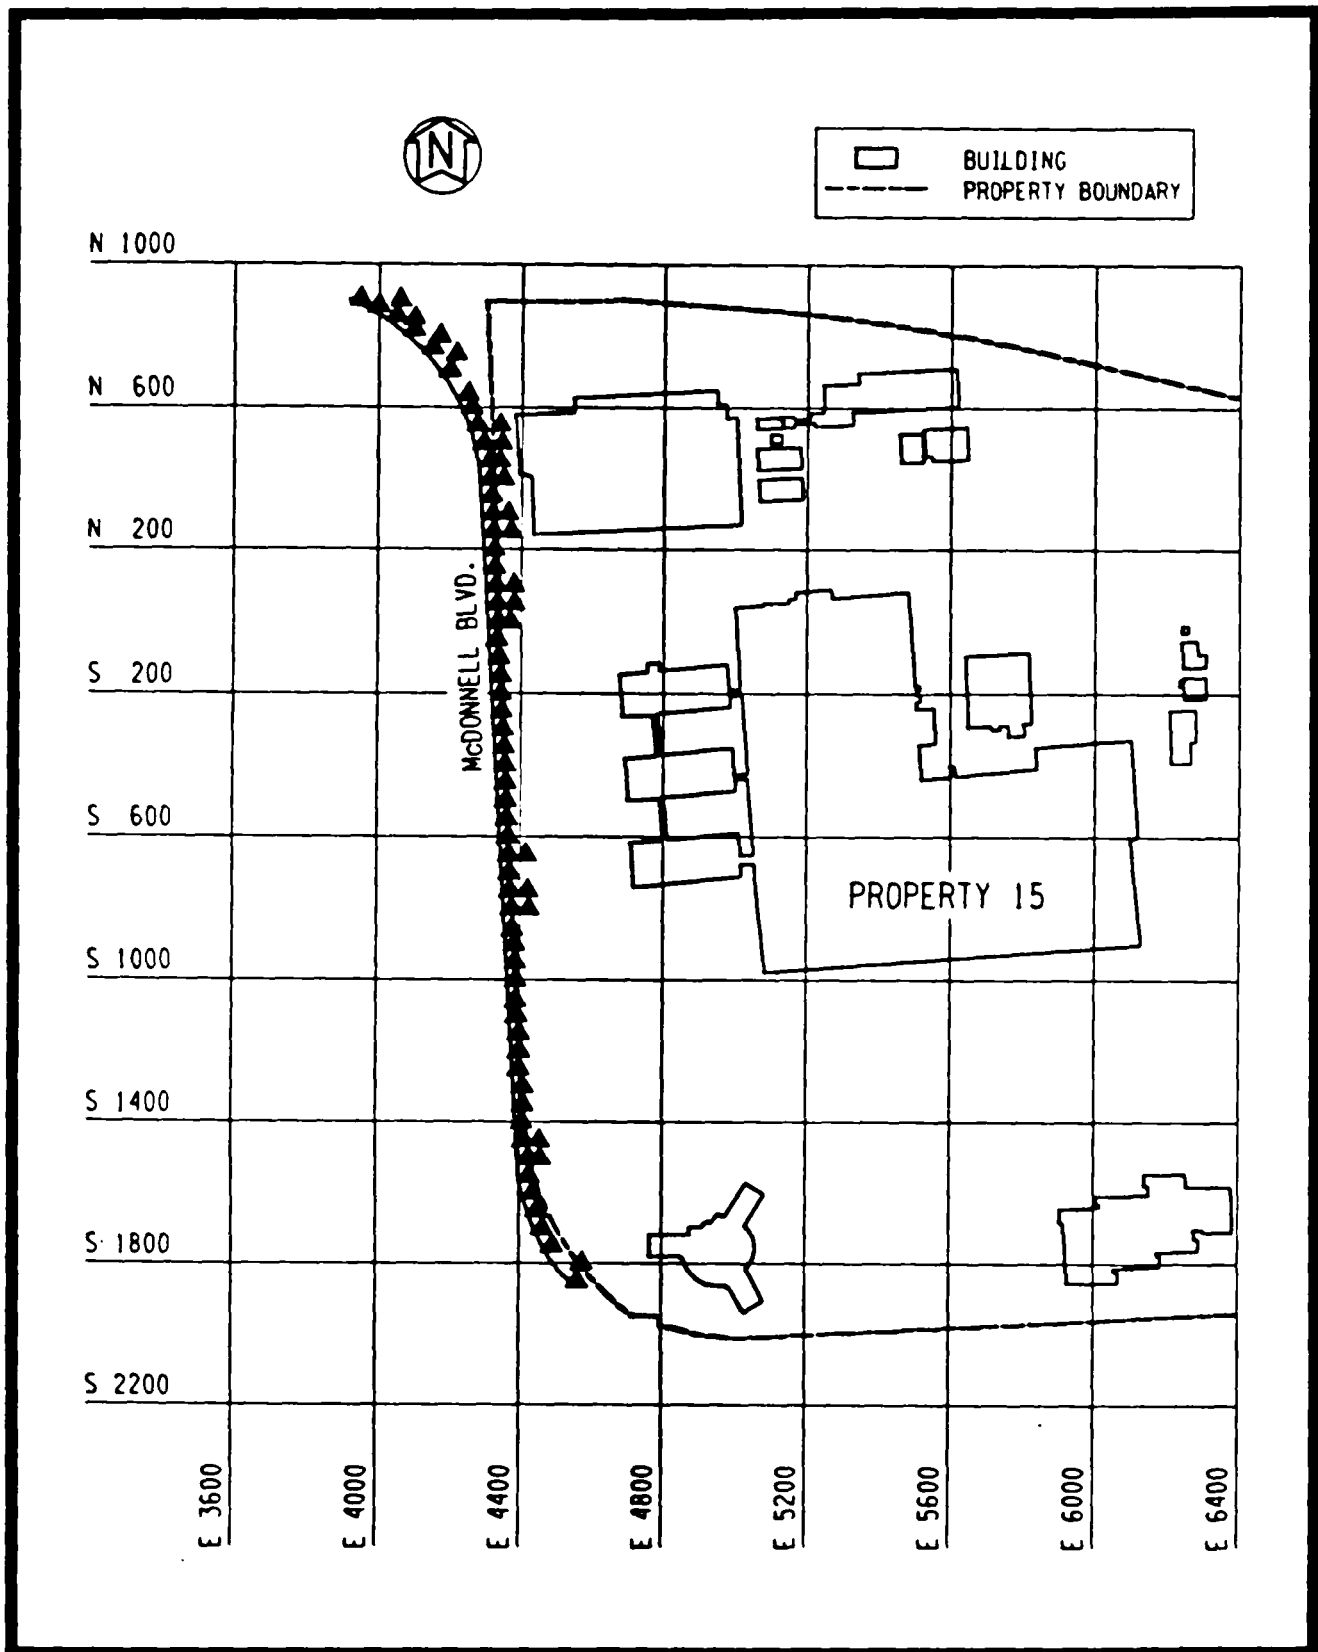 N
BUILDING
PROPERTY BOUNDARY
N 1000
N 600
N 200
McDONNELL BLVD.
S 200
S 600
PROPERTY 15
S 1000
S 1400
S 1800
S 2200
E 3600
E 4000
E 4400
E 4800
E 5200
E 5600
E 6000
E 6400